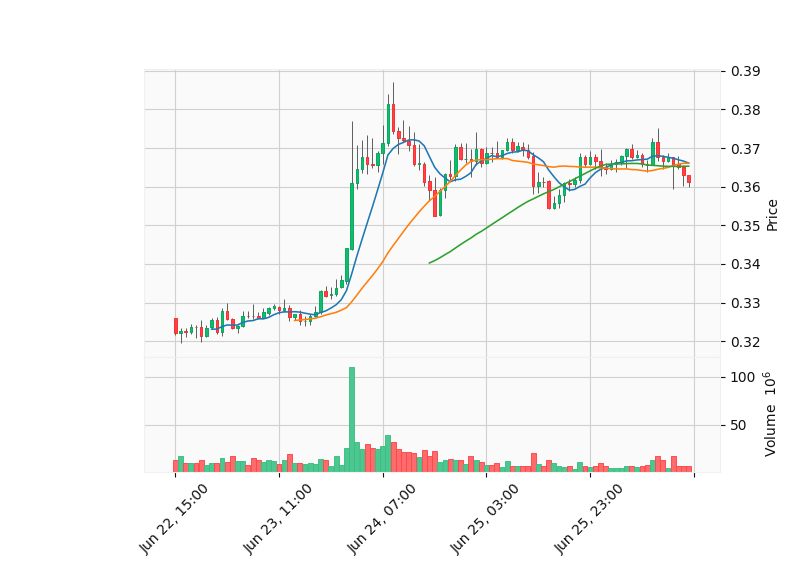 0.39
0.38
0.37
0.36
0.35
0.34
0.33
0.32
Price
100
50
Volume 10⁶
Jun 22, 15:00
Jun 23, 11:00
Jun 24, 07:00
Jun 25, 03:00
Jun 25, 23:00